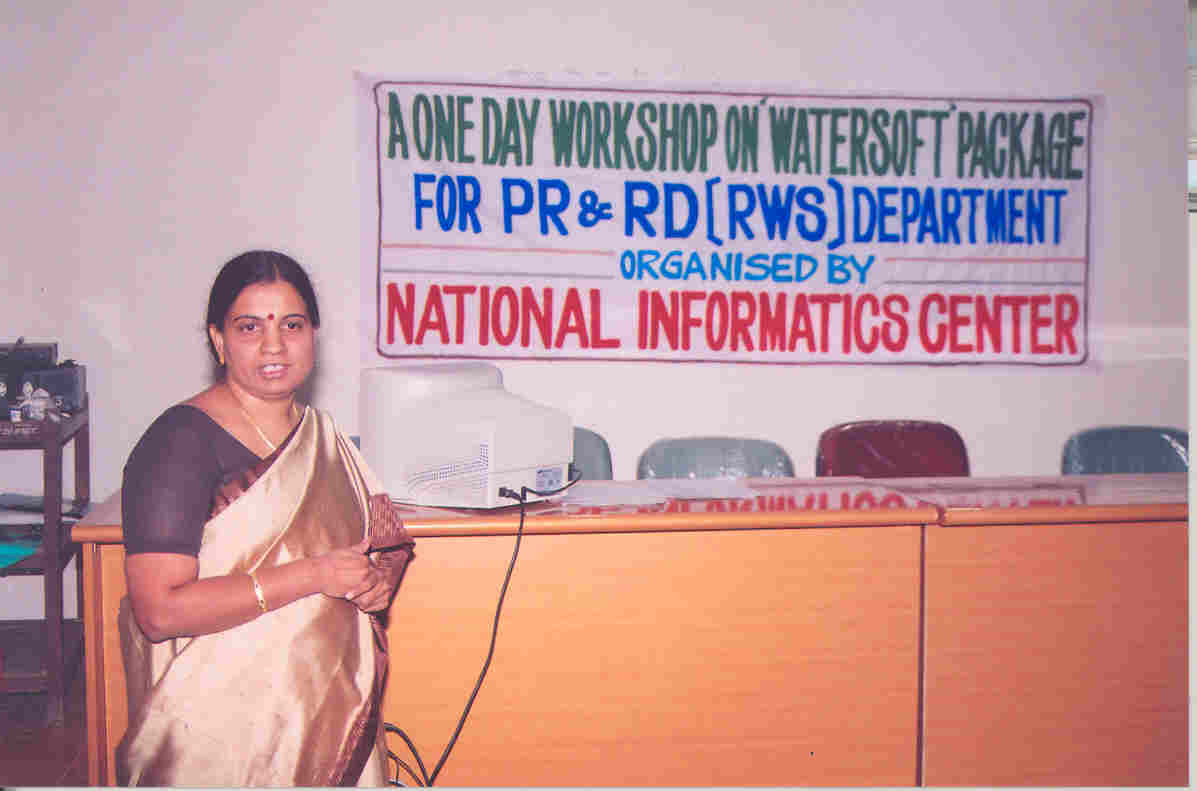 A ONE DAY WORKSHOP ON 'WATERSOFT' PACKAGE
FOR PR & RD (RWS) DEPARTMENT
ORGANISED BY
NATIONAL INFORMATICS CENTER